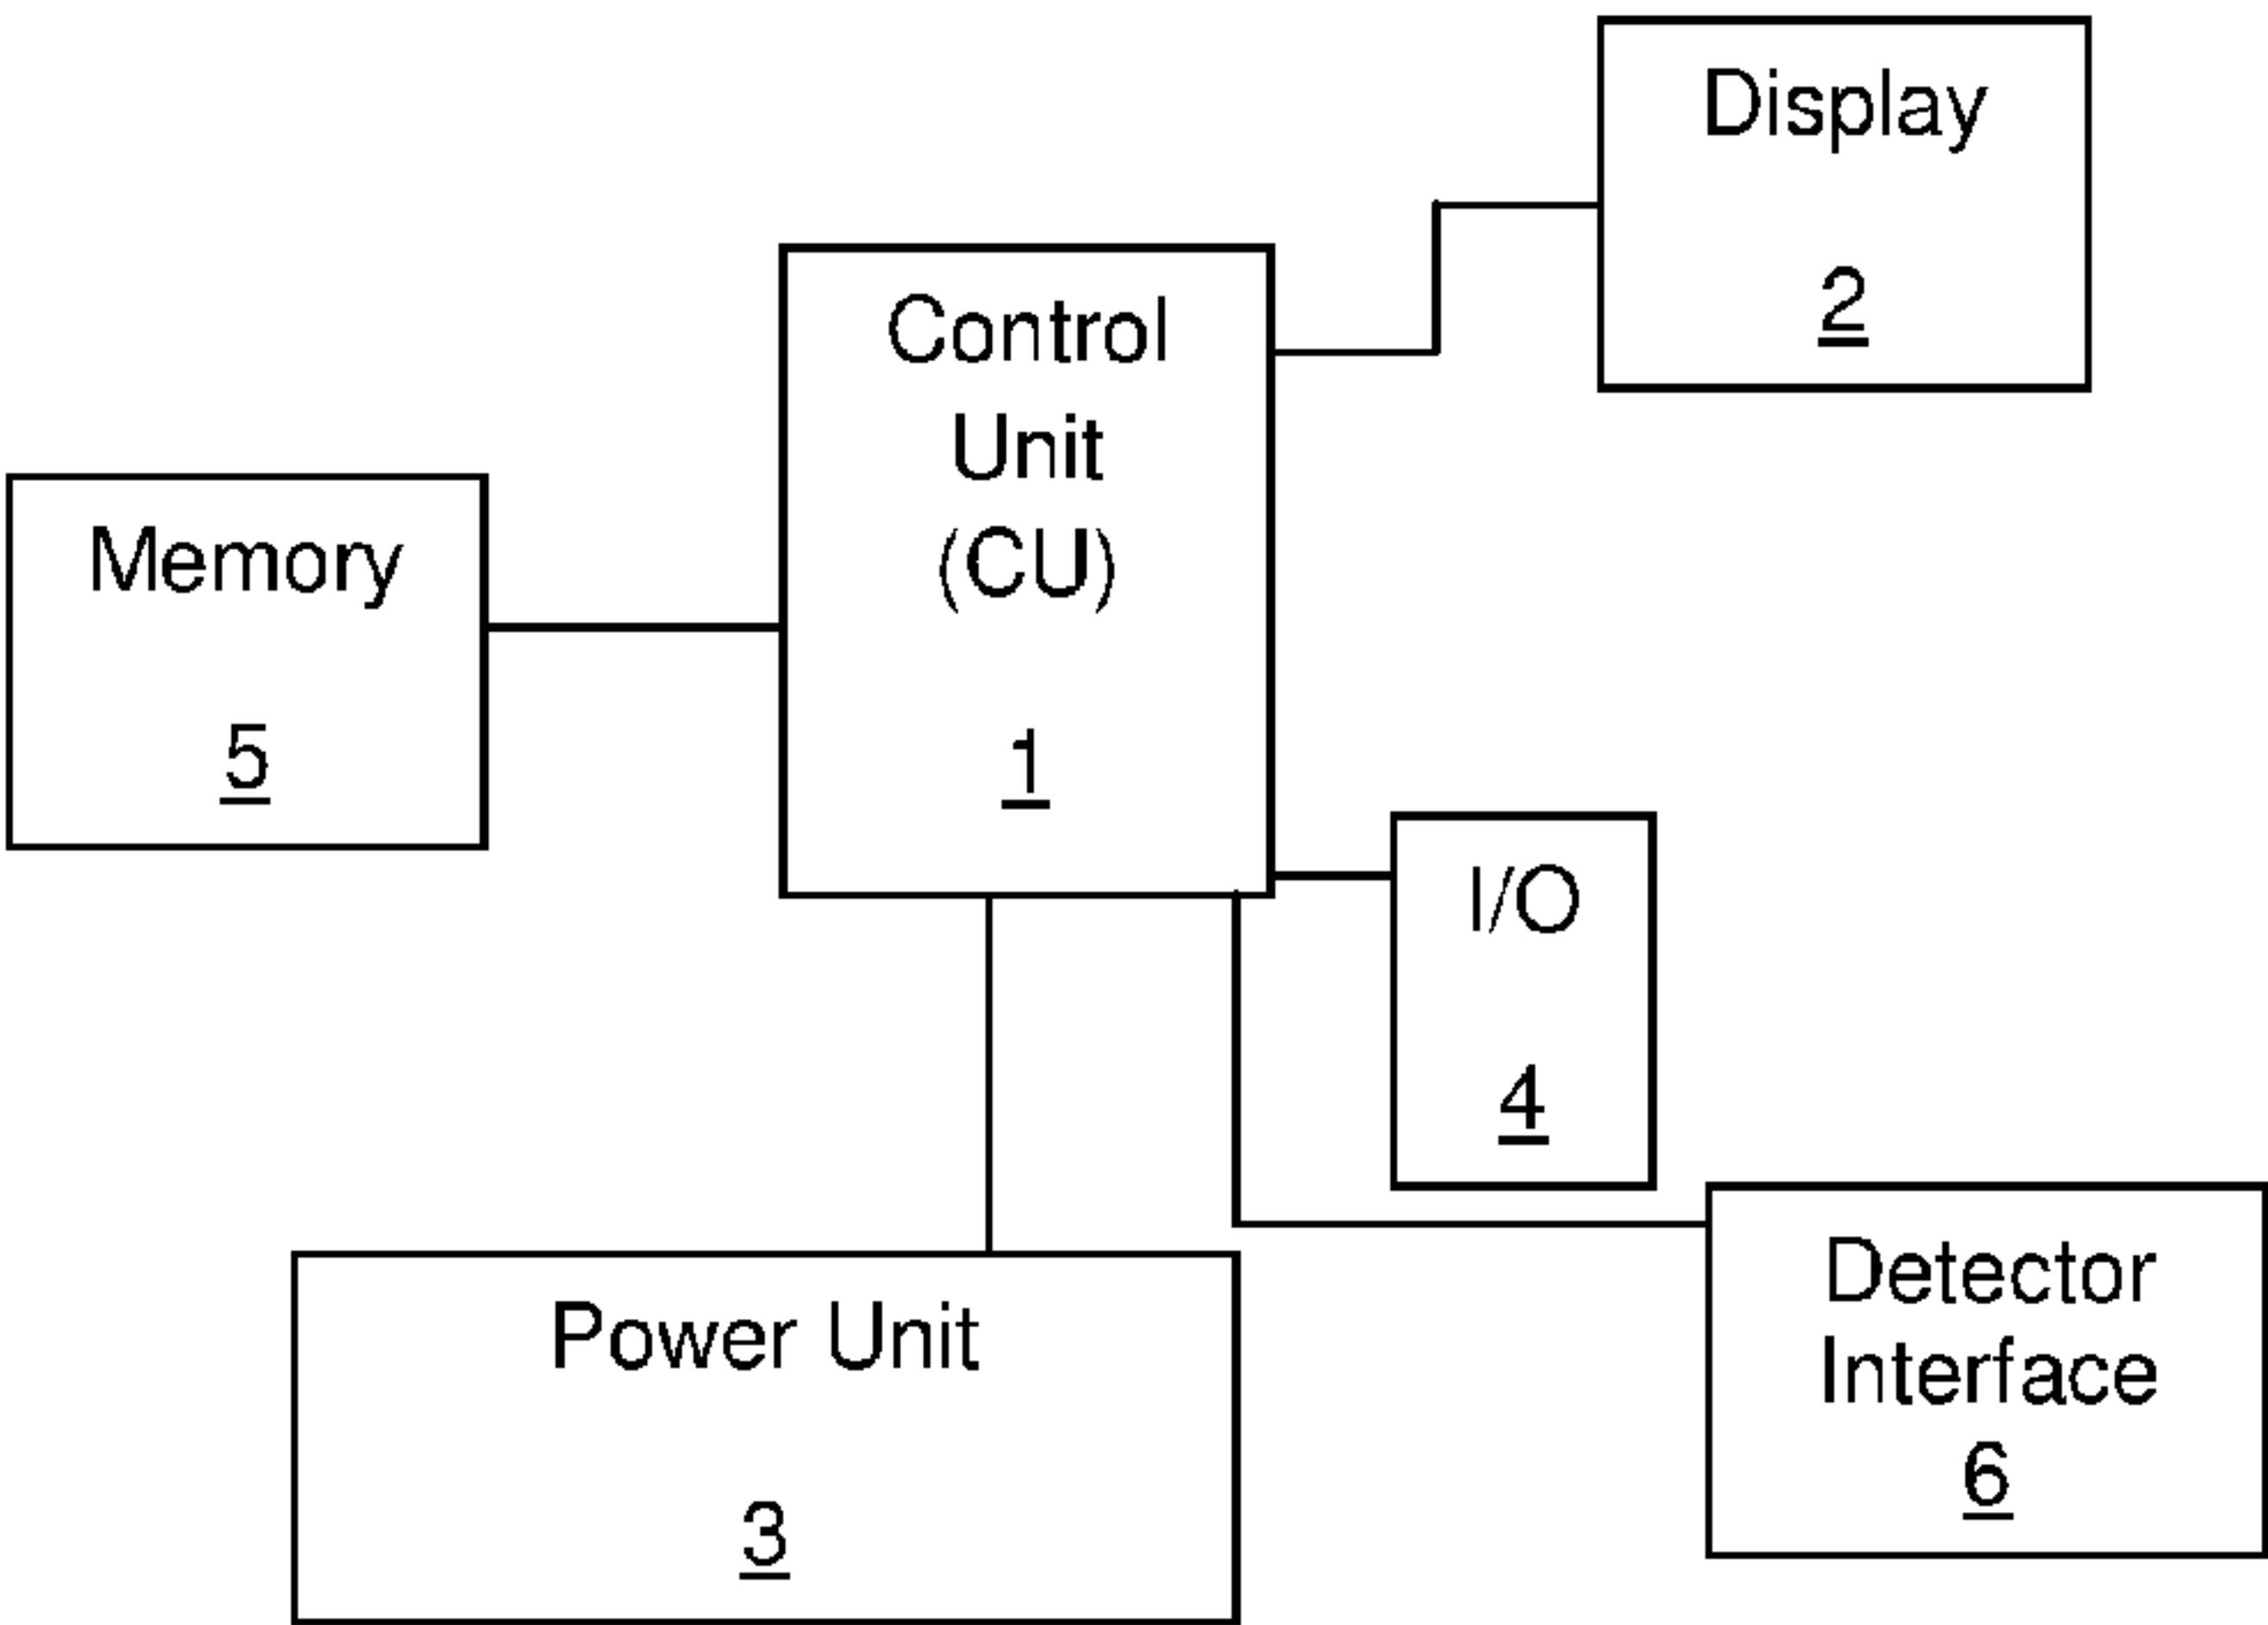 Display
2
Control
Unit
(CU)
1
Memory
5
I/O
4
Detector
Interface
6
Power Unit
3